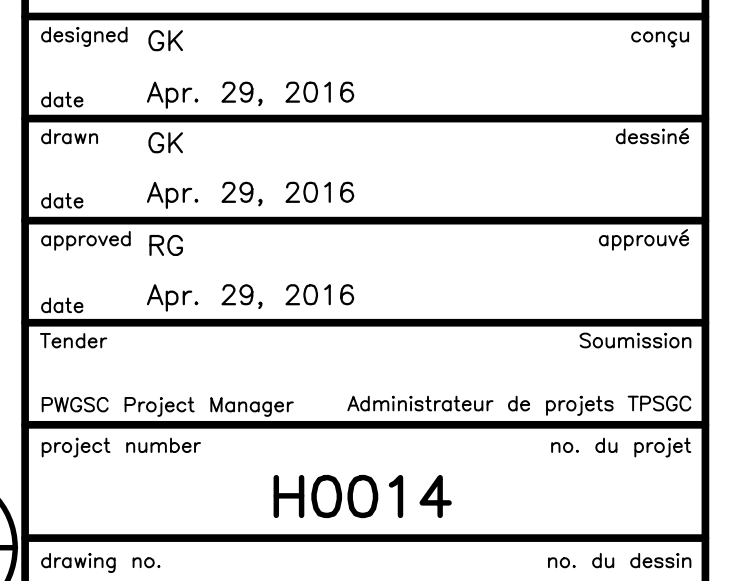 designed GK conçu
date Apr. 29, 2016
drawn GK dessiné
date Apr. 29, 2016
approved RG approuvé
date Apr. 29, 2016
Tender Soumission
PWGSC Project Manager Administrateur de projets TPSGC
project number no. du projet
H0014
drawing no. no. du dessin